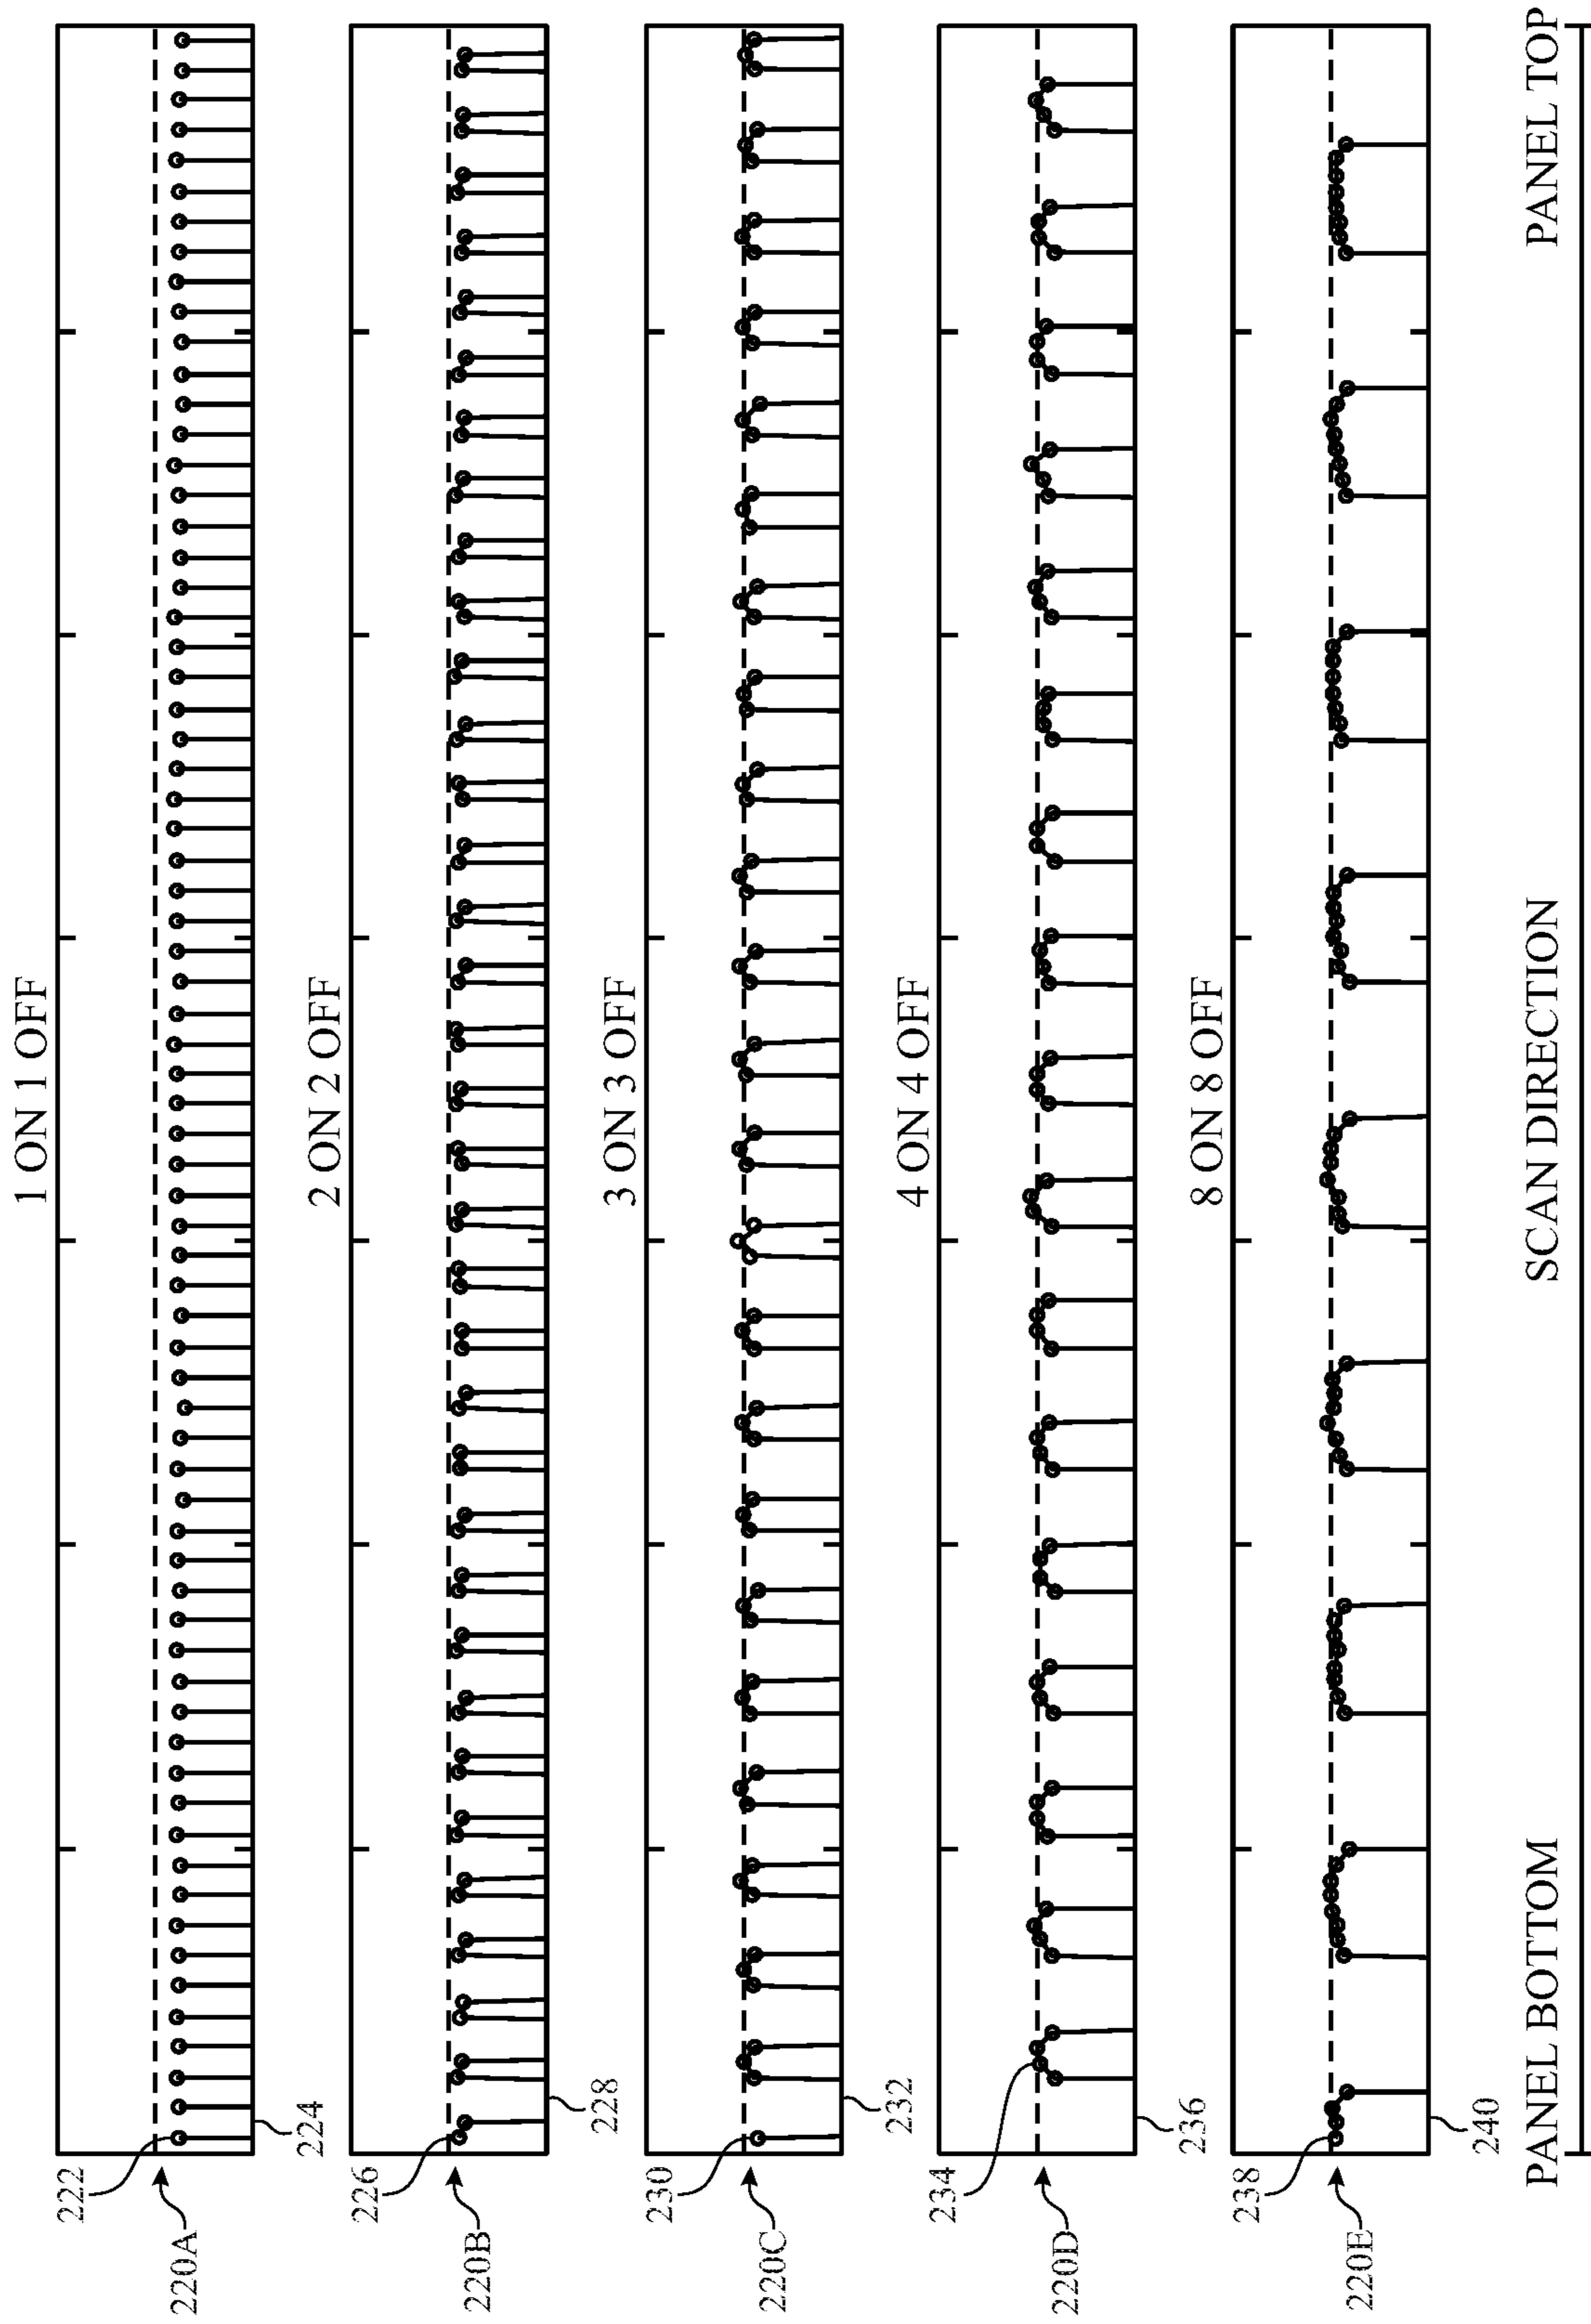 1 ON 1 OFF
222
220A
224
2 ON 2 OFF
226
220B
228
3 ON 3 OFF
230
220C
232
4 ON 4 OFF
234
220D
236
8 ON 8 OFF
238
220E
240
PANEL BOTTOM
SCAN DIRECTION
PANEL TOP